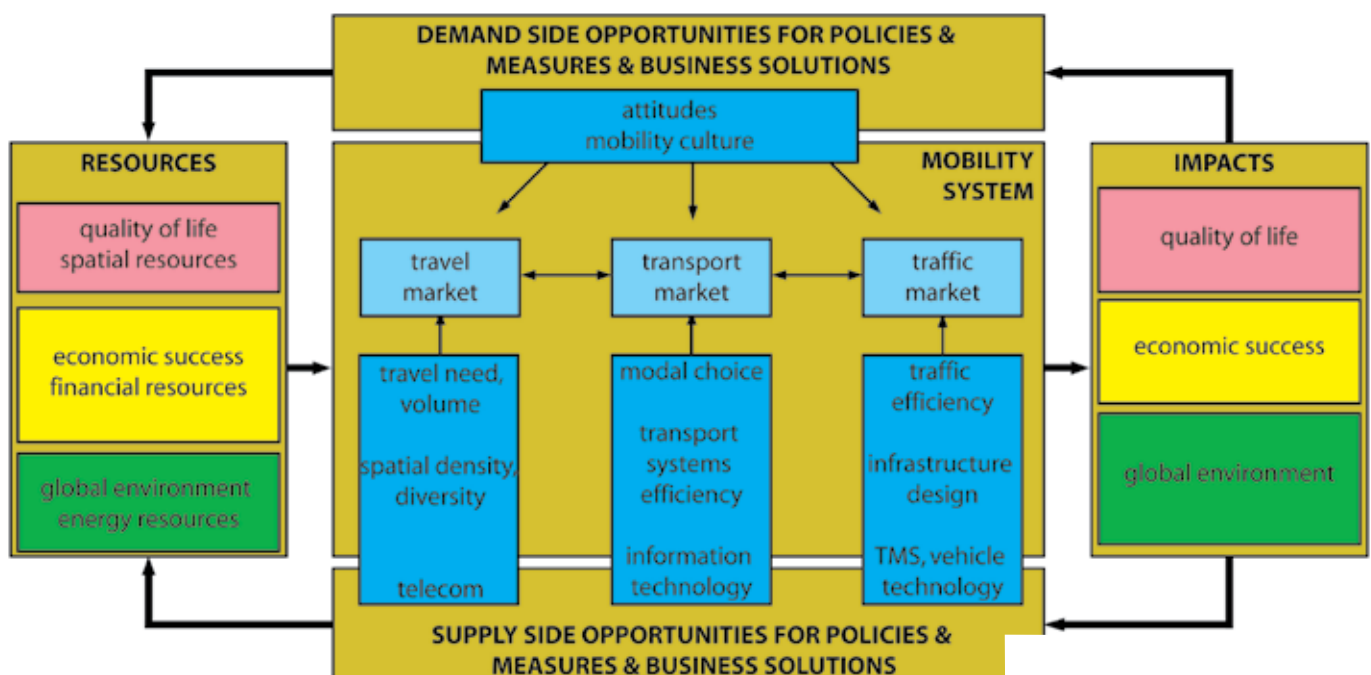 DEMAND SIDE OPPORTUNITIES FOR POLICIES &
MEASURES & BUSINESS SOLUTIONS
attitudes
mobility culture
RESOURCES
quality of life
spatial resources
economic success
financial resources
global environment
energy resources
MOBILITY
SYSTEM
travel
market
transport
market
traffic
market
travel need,
volume
spatial density,
diversity
telecom
modal choice
transport
systems
efficiency
information
technology
traffic
efficiency
infrastructure
design
TMS, vehicle
technology
IMPACTS
quality of life
economic success
global environment
SUPPLY SIDE OPPORTUNITIES FOR POLICIES &
MEASURES & BUSINESS SOLUTIONS